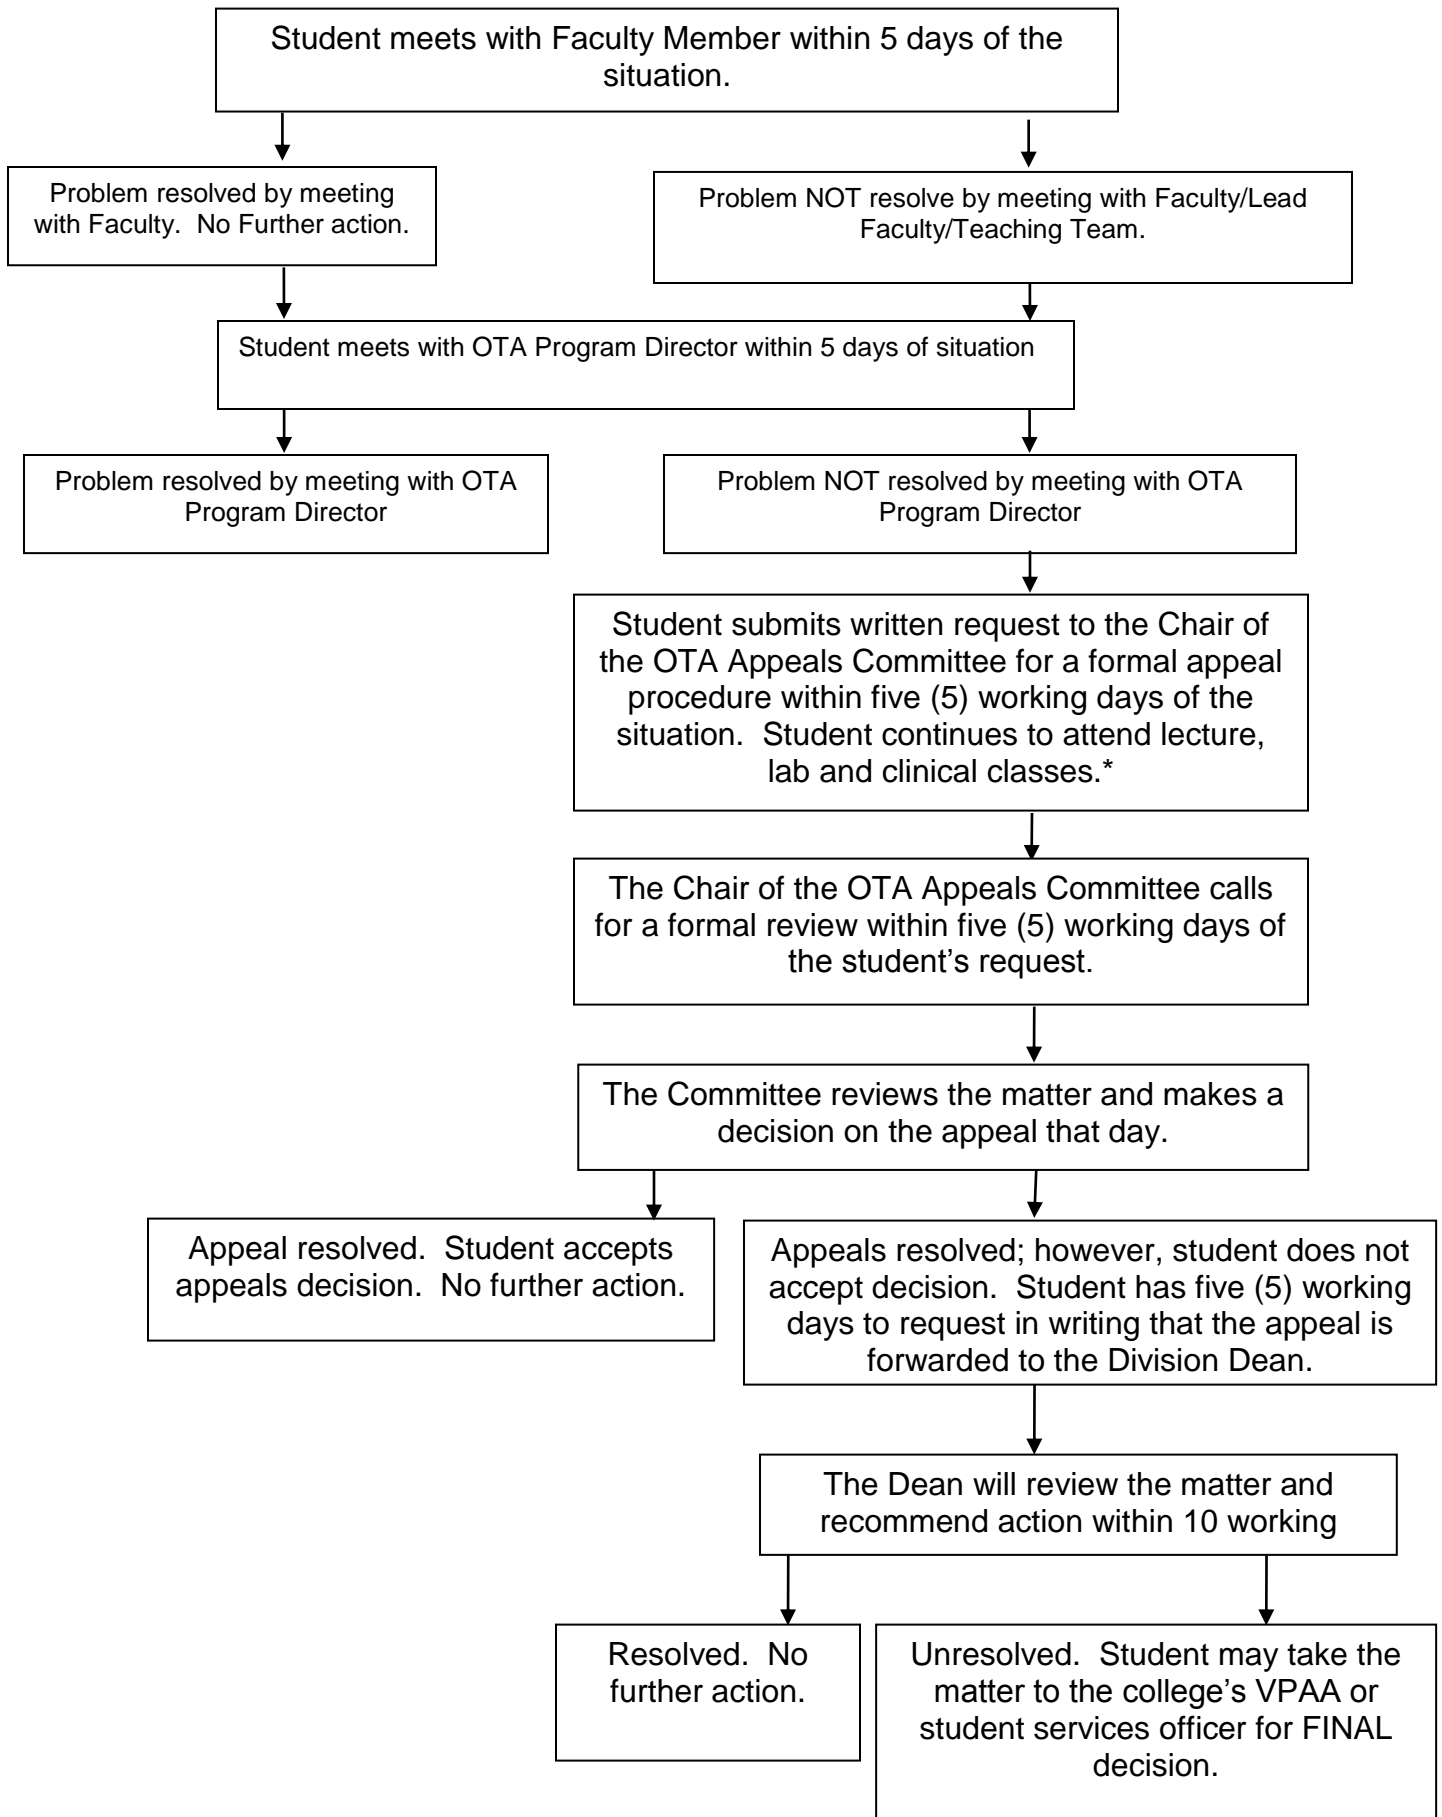 Student meets with Faculty Member within 5 days of the
situation.
Problem resolved by meeting
with Faculty.  No Further action.
Problem NOT resolve by meeting with Faculty/Lead
Faculty/Teaching Team.
Student meets with OTA Program Director within 5 days of situation
Problem resolved by meeting with OTA
Program Director
Problem NOT resolved by meeting with OTA
Program Director
Student submits written request to the Chair of
the OTA Appeals Committee for a formal appeal
procedure within five (5) working days of the
situation.  Student continues to attend lecture,
lab and clinical classes.*
The Chair of the OTA Appeals Committee calls
for a formal review within five (5) working days of
the student’s request.
The Committee reviews the matter and makes a
decision on the appeal that day.
Appeal resolved.  Student accepts
appeals decision.  No further action.
Appeals resolved; however, student does not
accept decision.  Student has five (5) working
days to request in writing that the appeal is
forwarded to the Division Dean.
The Dean will review the matter and
recommend action within 10 working
Resolved.  No
further action.
Unresolved.  Student may take the
matter to the college’s VPAA or
student services officer for FINAL
decision.